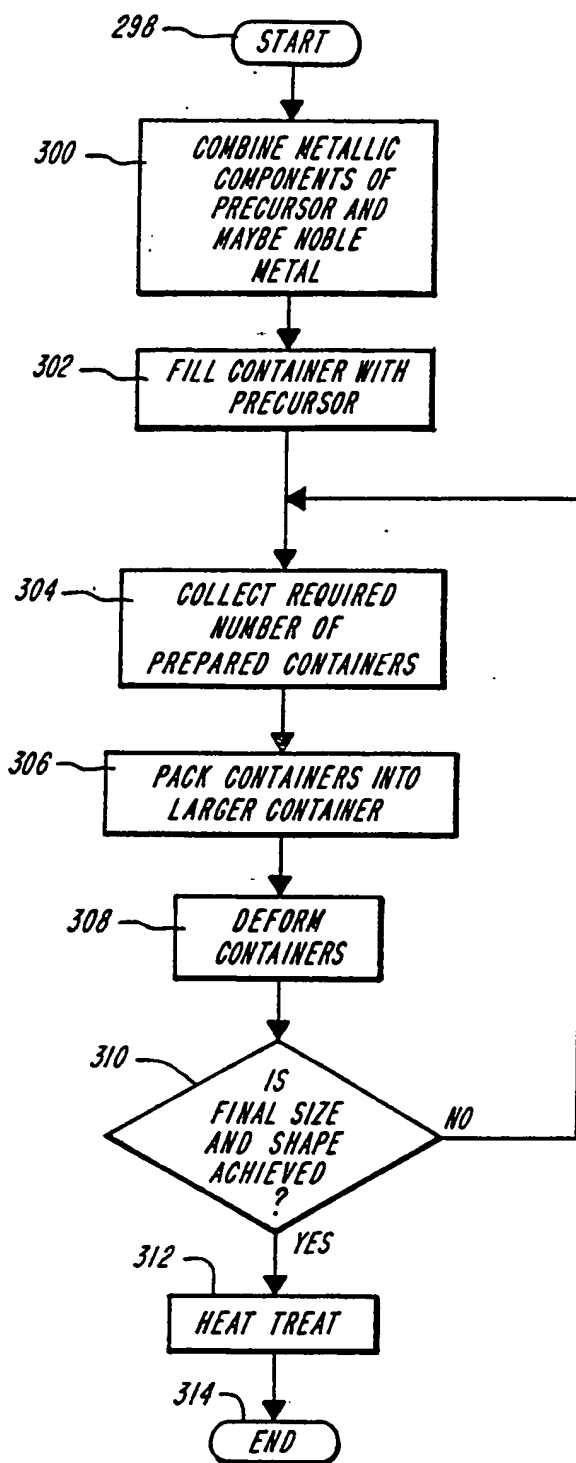 298
START
300
COMBINE METALLIC
COMPONENTS OF
PRECURSOR AND
MAYBE NOBLE
METAL
302
FILL CONTAINER WITH
PRECURSOR
304
COLLECT REQUIRED
NUMBER OF
PREPARED CONTAINERS
306
PACK CONTAINERS INTO
LARGER CONTAINER
308
DEFORM
CONTAINERS
310
IS
FINAL SIZE
AND SHAPE
ACHIEVED
?
NO
YES
312
HEAT TREAT
314
END